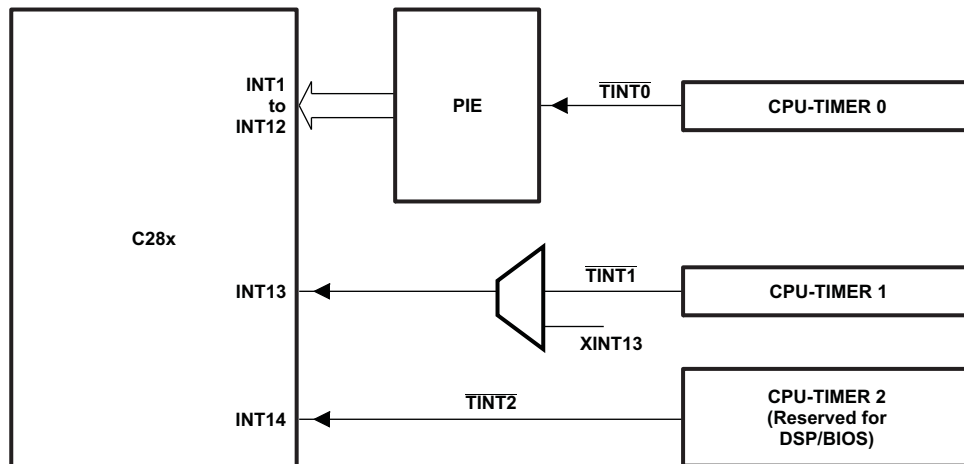 INT1
to
INT12
PIE
TINT0
CPU-TIMER 0
C28x
INT13
TINT1
CPU-TIMER 1
XINT13
INT14
TINT2
CPU-TIMER 2
(Reserved for
DSP/BIOS)